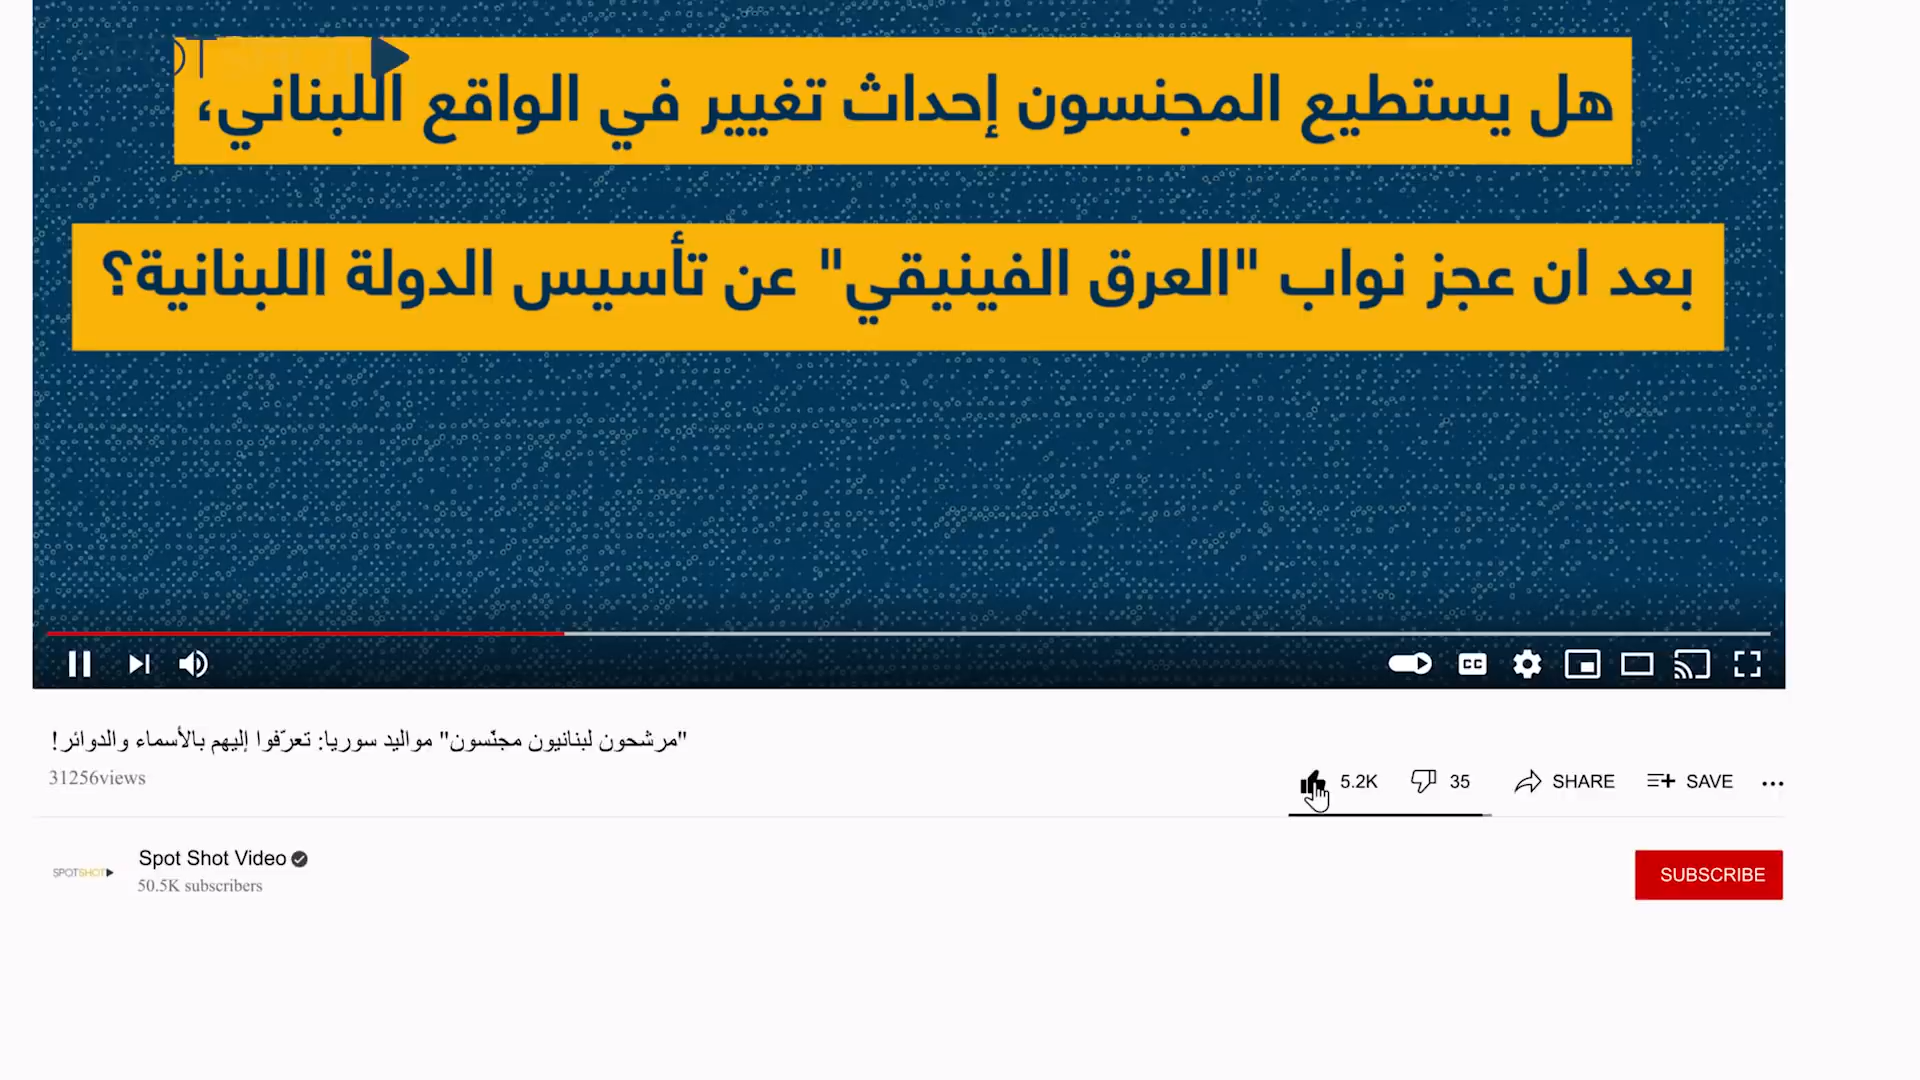 هل يستطيع المجنسون إحداث تغيير في الواقع اللبناني،
بعد ان عجز نواب "العرق الفينيقي" عن تأسيس الدولة اللبنانية؟
CC
"مرشحون لبنانيون مجنّسون" مواليد سوريا: تعرّفوا إليهم بالأسماء والدوائر!
31256views
5.2K 35 SHARE SAVE
SPOTSHOT
Spot Shot Video
50.5K subscribers
SUBSCRIBE